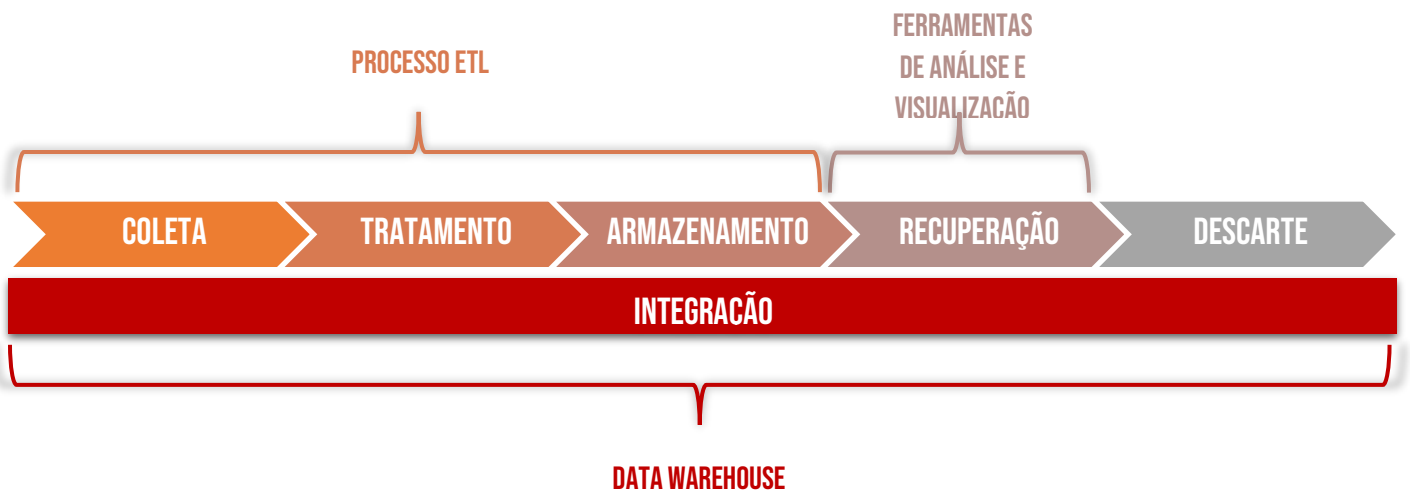 FERRAMENTAS
PROCESSO ETL
DE ANÁLISE E
VISUALIZAÇÃO
COLETA
TRATAMENTO
ARMAZENAMENTO
RECUPERAÇÃO
DESCARTE
INTEGRAÇÃO
DATA WAREHOUSE